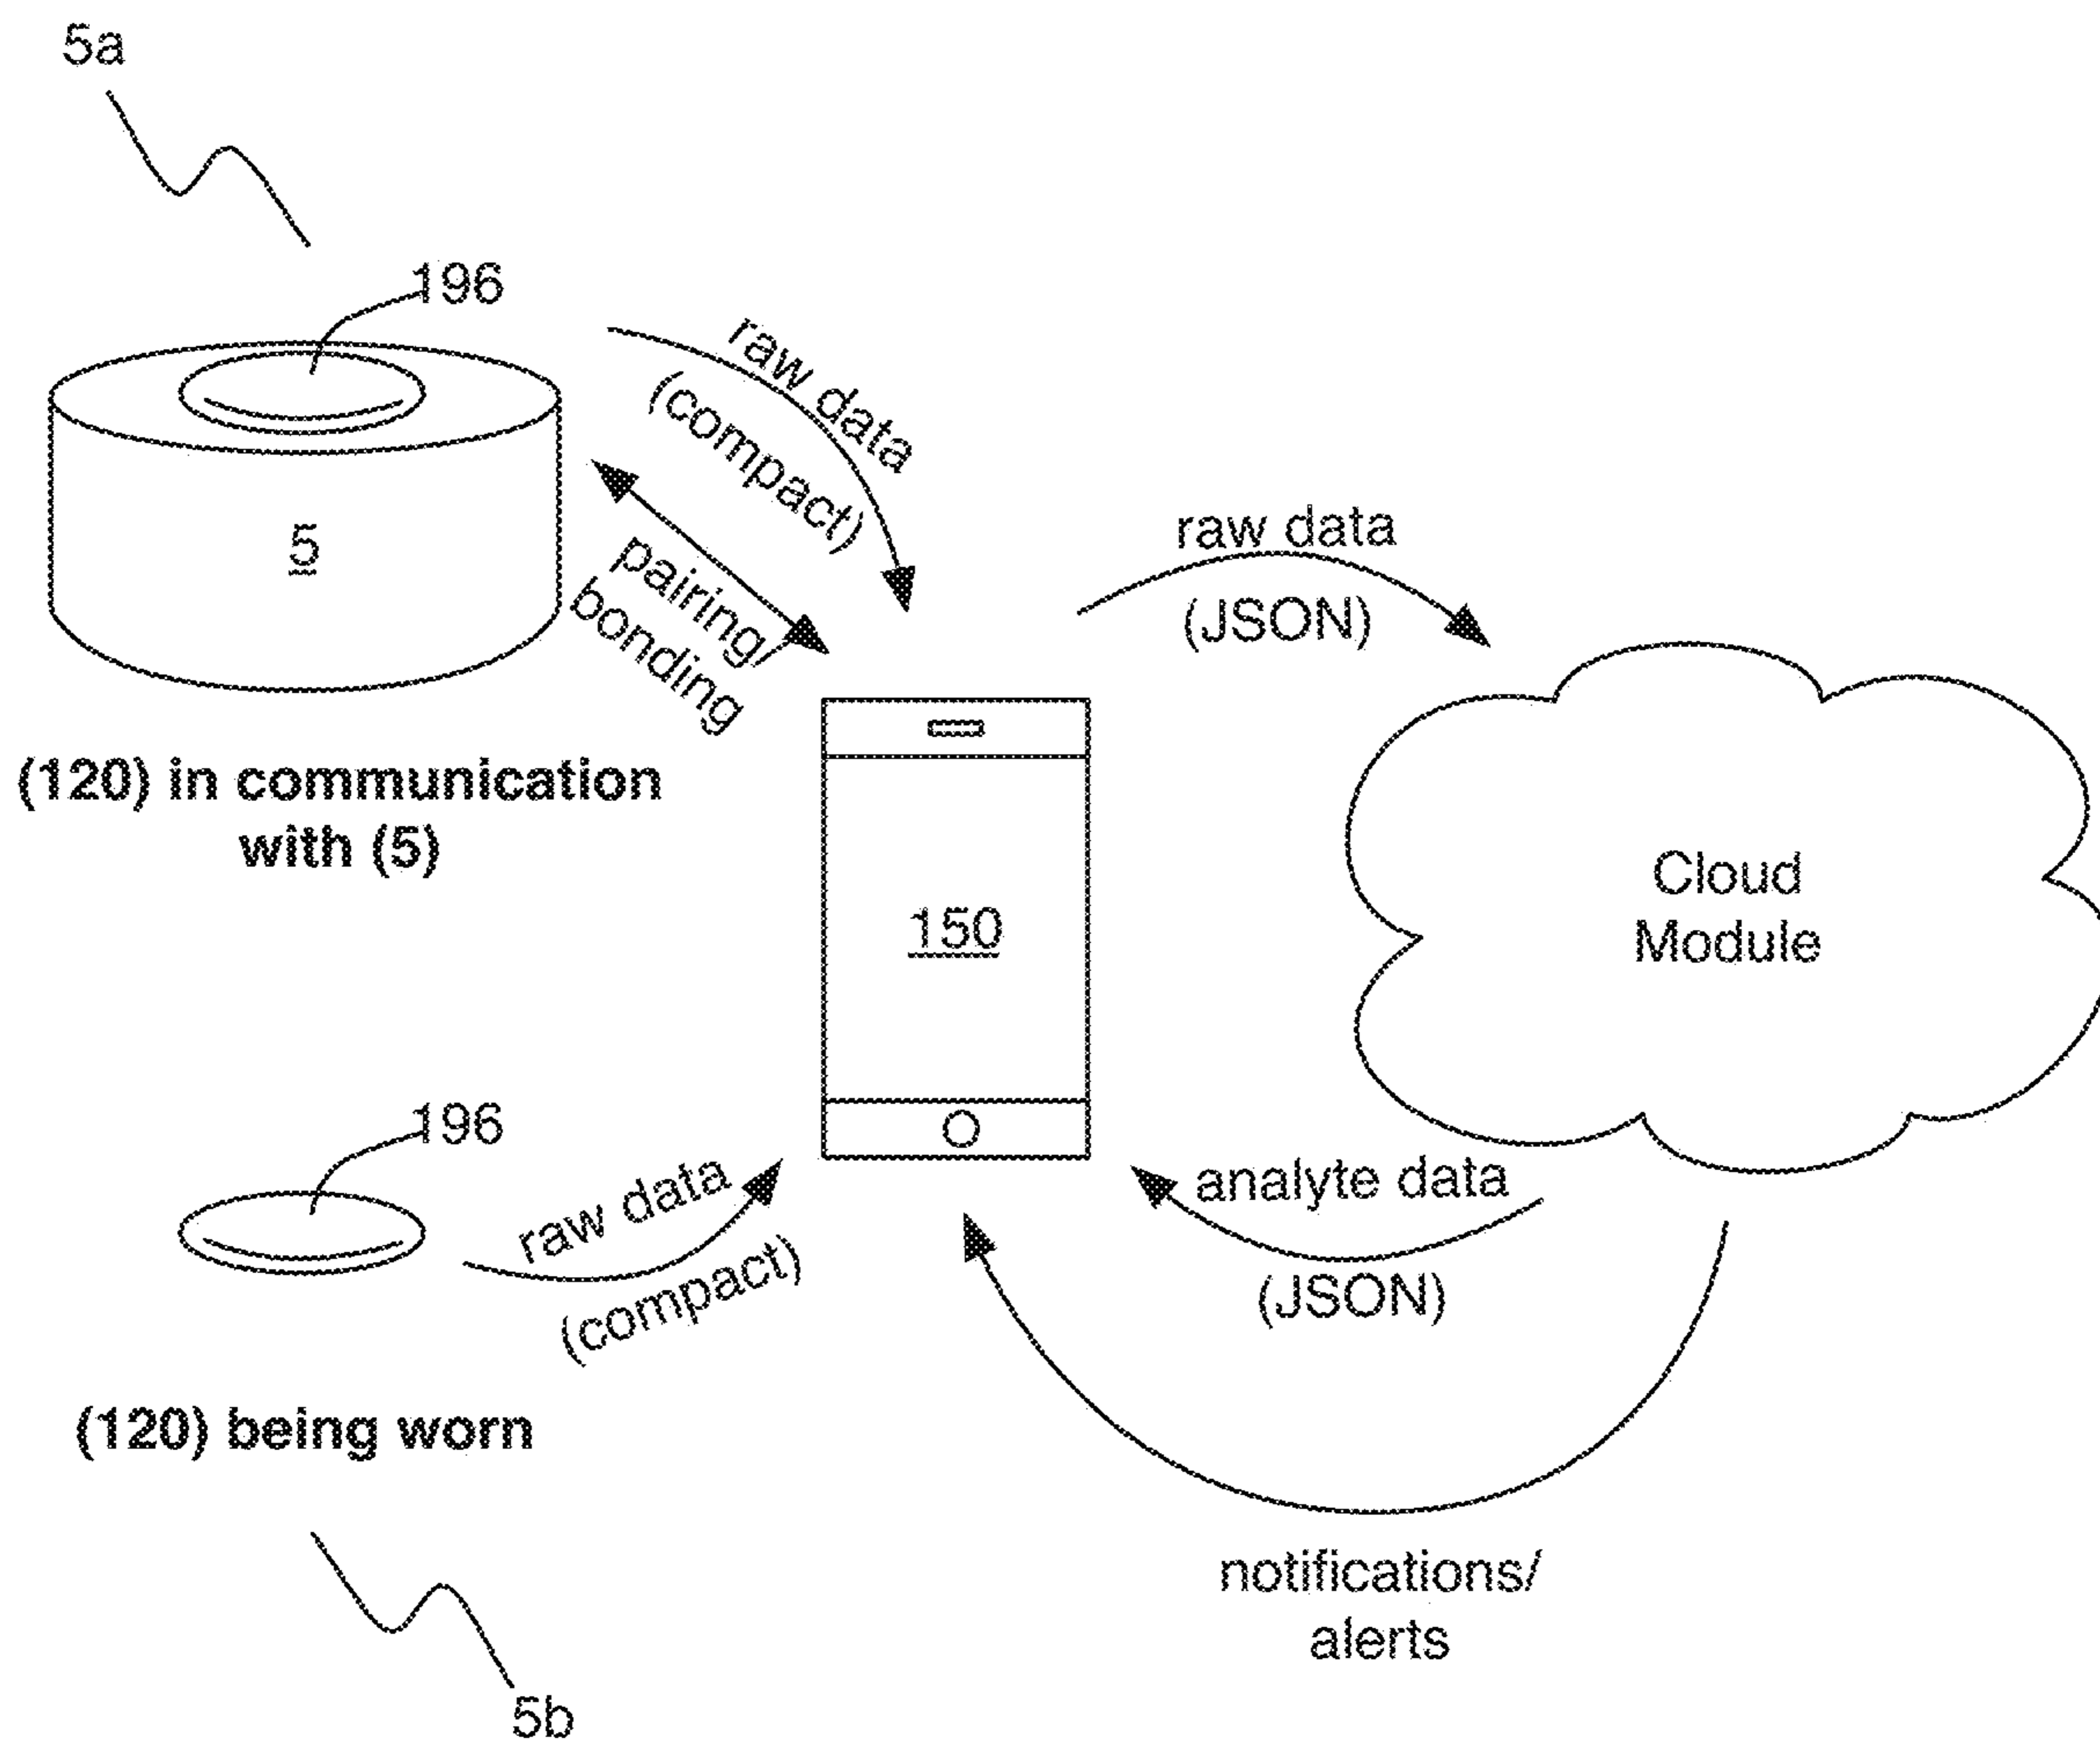 5a
196
raw data
(compact)
5
pairing/
bonding
raw data
(JSON)
(120) in communication
with (5)
150
Cloud
Module
196
raw data
(compact)
analyte data
(JSON)
(120) being worn
notifications/
alerts
5b